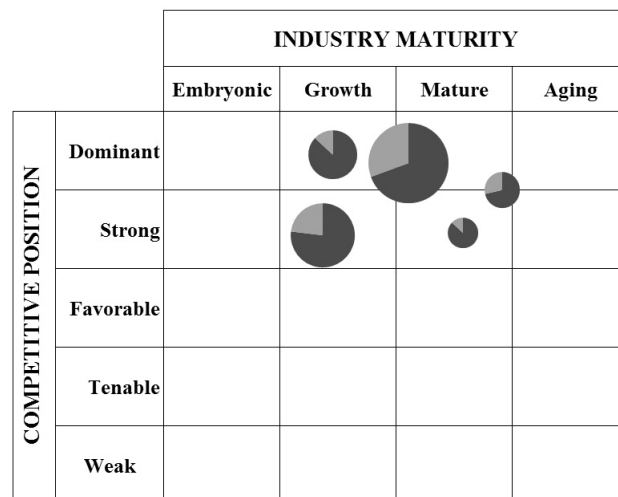 INDUSTRY MATURITY
Embryonic Growth Mature Aging
COMPETITIVE POSITION
Dominant
Strong
Favorable
Tenable
Weak